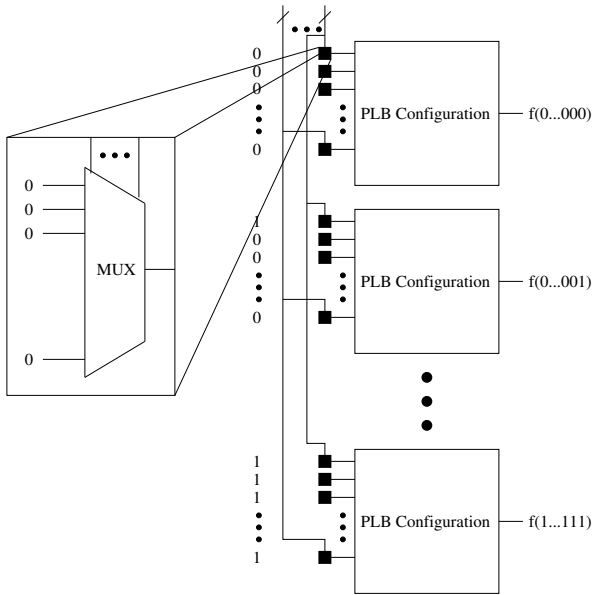 0
0
0
PLB Configuration
f(0...000)
0
0
0
0
MUX
0
1
0
0
PLB Configuration
f(0...001)
0
1
1
1
PLB Configuration
f(1...111)
1